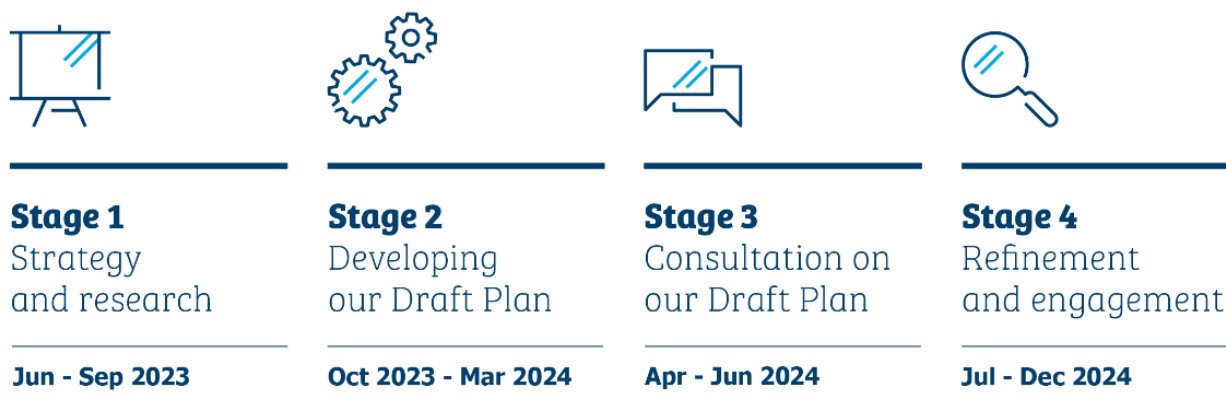 Stage 1
Strategy
and research
Jun - Sep 2023
Stage 2
Developing
our Draft Plan
Oct 2023 - Mar 2024
Stage 3
Consultation on
our Draft Plan
Apr - Jun 2024
Stage 4
Refinement
and engagement
Jul - Dec 2024